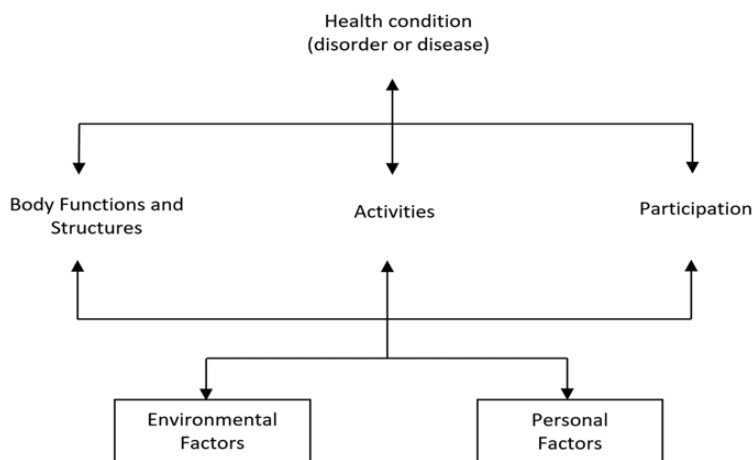 Health condition
(disorder or disease)
Body Functions and
Structures
Activities
Participation
Environmental
Factors
Personal
Factors